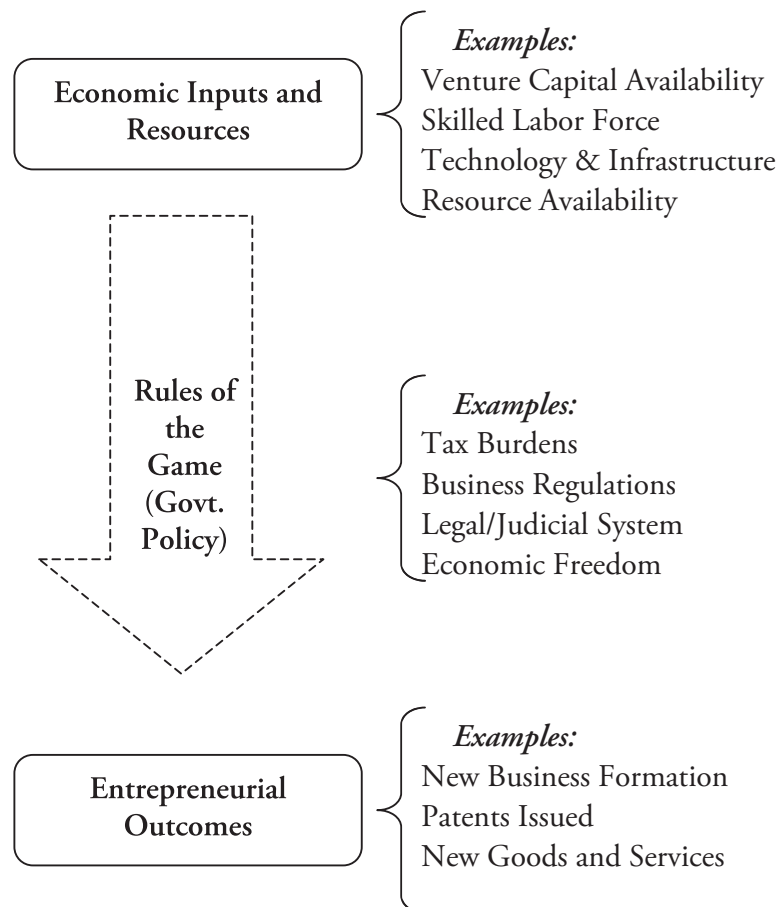 Economic Inputs and
Resources
Examples:
Venture Capital Availability
Skilled Labor Force
Technology & Infrastructure
Resource Availability
Rules of
the
Game
(Govt.
Policy)
Examples:
Tax Burdens
Business Regulations
Legal/Judicial System
Economic Freedom
Entrepreneurial
Outcomes
Examples:
New Business Formation
Patents Issued
New Goods and Services